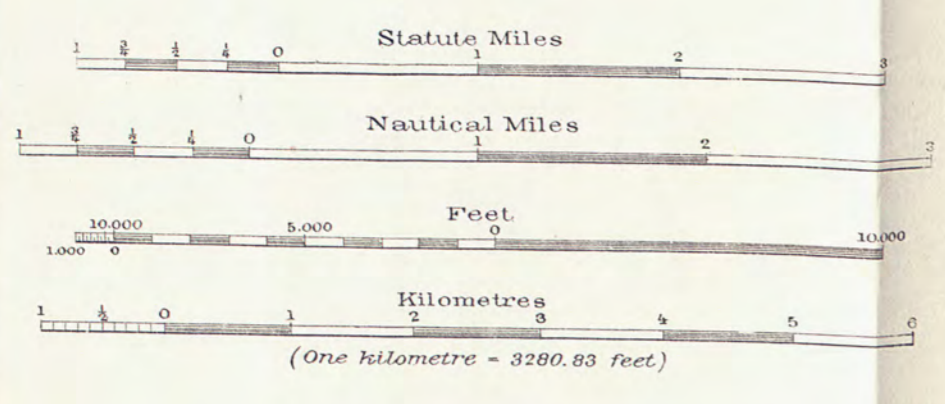 Statute Miles
1 ¾ ½ ¼ 0 1 2 3
Nautical Miles
1 ¾ ½ ¼ 0 1 2 3
Feet
10.000 5.000 0 10.000
1.000 0
Kilometres
1 ½ 0 1 2 3 4 5 6
(One kilometre = 3280.83 feet)